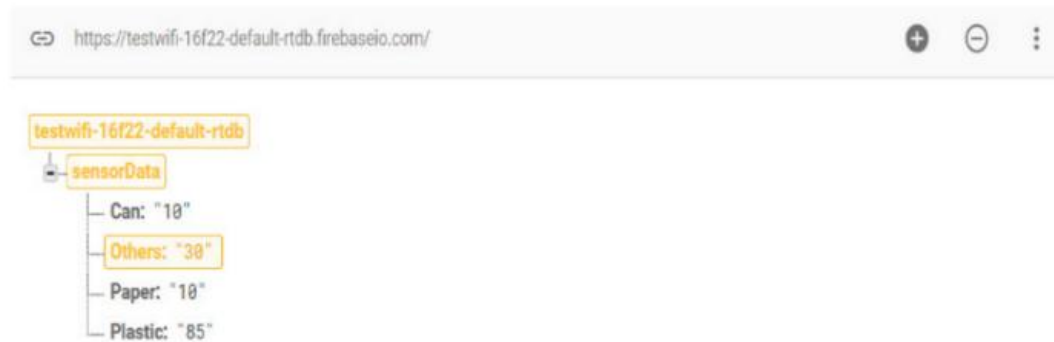 https://testwifi-16f22-default-rtdb.firebaseio.com/
testwifi-16f22-default-rtdb
sensorData
Can: "10"
Others: "30"
Paper: "10"
Plastic: "85"